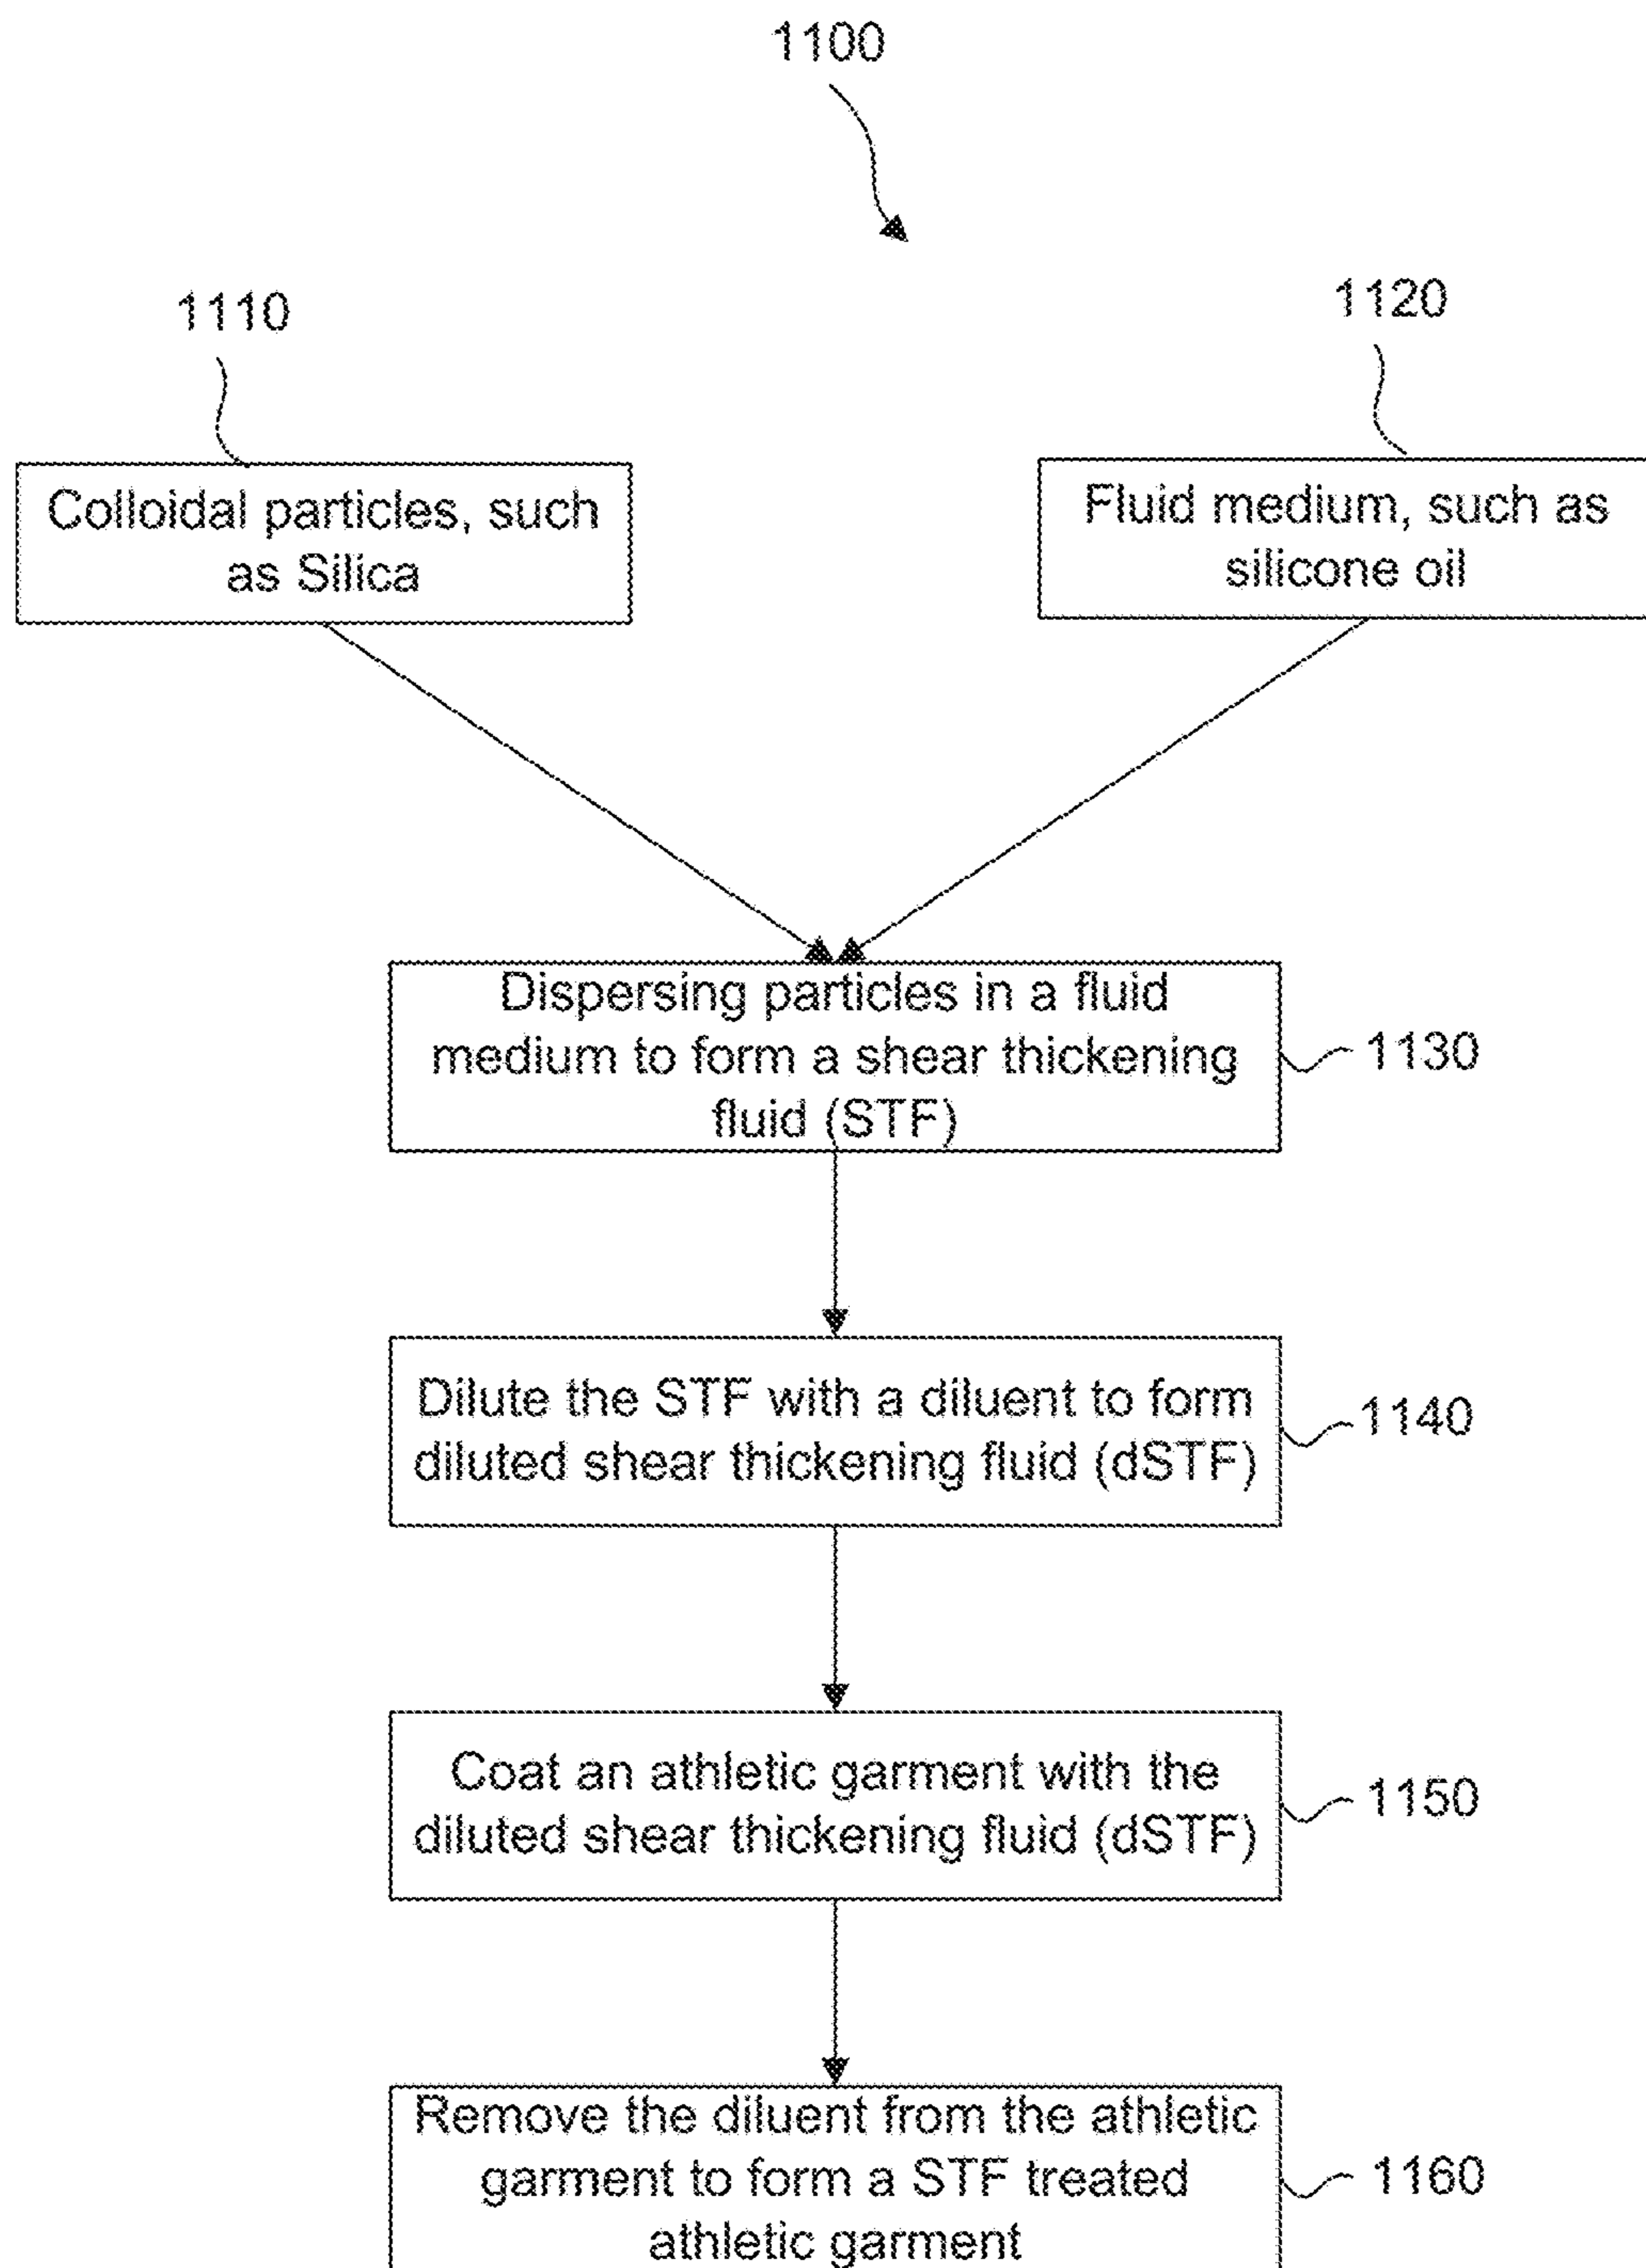 1100
1110
1120
Colloidal particles, such
as Silica
Fluid medium, such as
silicone oil
Dispersing particles in a fluid
medium to form a shear thickening
fluid (STF)
1130
Dilute the STF with a diluent to form
diluted shear thickening fluid (dSTF)
1140
Coat an athletic garment with the
diluted shear thickening fluid (dSTF)
1150
Remove the diluent from the athletic
garment to form a STF treated
athletic garment
1160